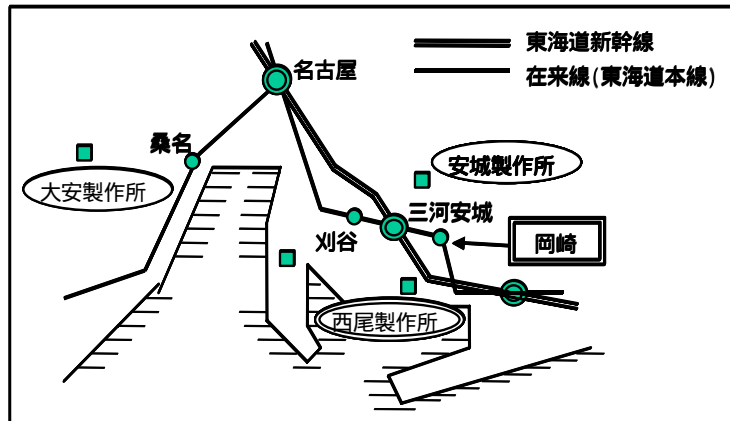 東海道新幹線
名古屋
在来線(東海道本線)
桑名
安城製作所
大安製作所
三河安城
刈谷
岡崎
西尾製作所